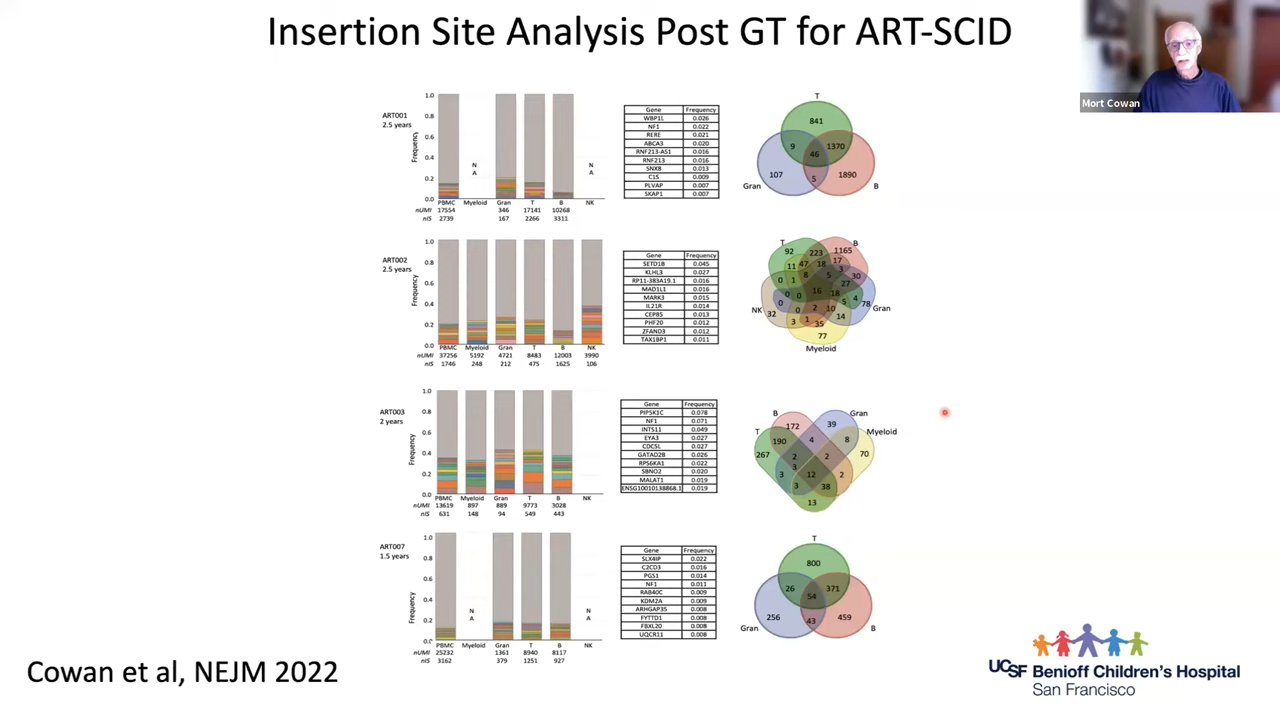 Insertion Site Analysis Post GT for ART-SCID
Mort Cowan
ART001
2.5 years
Frequency
1.0
0.8
0.6
0.4
0.2
0.0
N
A
N
A
PBMC Myeloid Gran T B NK
nUMI 17554 346 17141 10268
nIS 2739 167 2266 3311
Gene Frequency
WBP1L 0.026
NF1 0.022
RERE 0.021
ABCA3 0.020
RNF213-AS1 0.016
RNF213 0.016
SNX8 0.013
C1S 0.009
PLVAP 0.007
SKAP1 0.007
T
841
9 1370
46
107 5 1890
Gran B
ART002
2.5 years
Frequency
1.0
0.8
0.6
0.4
0.2
0.0
PBMC Myeloid Gran T B NK
nUMI 37256 5192 4721 8483 12003 3990
nIS 1746 248 212 475 1625 106
Gene Frequency
SETD1B 0.045
KLHL3 0.027
RP11-383A19.1 0.016
MAD1L1 0.016
MARK3 0.015
IL21R 0.014
CEP85 0.013
PHF20 0.012
ZFAND3 0.012
TAX1BP1 0.011
T B
92 223 1165
11 47 18 17 3
0 1 8 5 30
27
0 0 16 18 4
0 5 78
NK 32 0 2 10 Gran
3 1 35 14
77
Myeloid
ART003
2 years
Frequency
1.0
0.8
0.6
0.4
0.2
0.0
PBMC Myeloid Gran T B NK
nUMI 13619 897 889 9773 3028
nIS 631 148 94 549 443
Gene Frequency
PIP5K1C 0.078
NF1 0.071
INTS11 0.049
EYA3 0.027
CDC5L 0.027
GATAD2B 0.026
RPS6KA1 0.022
SBNO2 0.020
MALAT1 0.019
ENSG10010138868.1 0.019
B Gran
T Myeloid
172 39
190 4 8
267 2 2 70
3
3 12 2
3 38
13
ART007
1.5 years
Frequency
1.0
0.8
0.6
0.4
0.2
0.0
N
A
N
A
PBMC Myeloid Gran T B NK
nUMI 25232 1361 8940 8117
nIS 3162 379 1251 927
Gene Frequency
SLX4IP 0.022
C2CD3 0.016
PGS1 0.014
NF1 0.011
RAB40C 0.009
KDM2A 0.009
ARHGAP35 0.008
FYTTD1 0.008
FBXL20 0.008
UQCR11 0.008
T
800
26 371
54
256 43 459
Gran B
Cowan et al, NEJM 2022
UCSF Benioff Children's Hospital
San Francisco